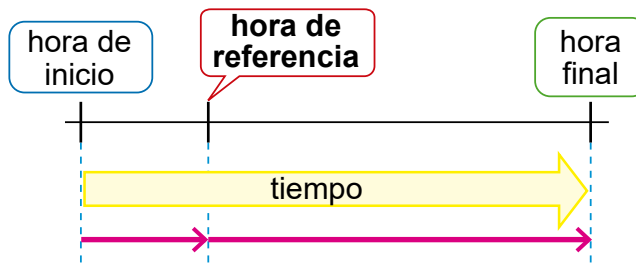 hora de
inicio
hora de
referencia
hora
final
tiempo